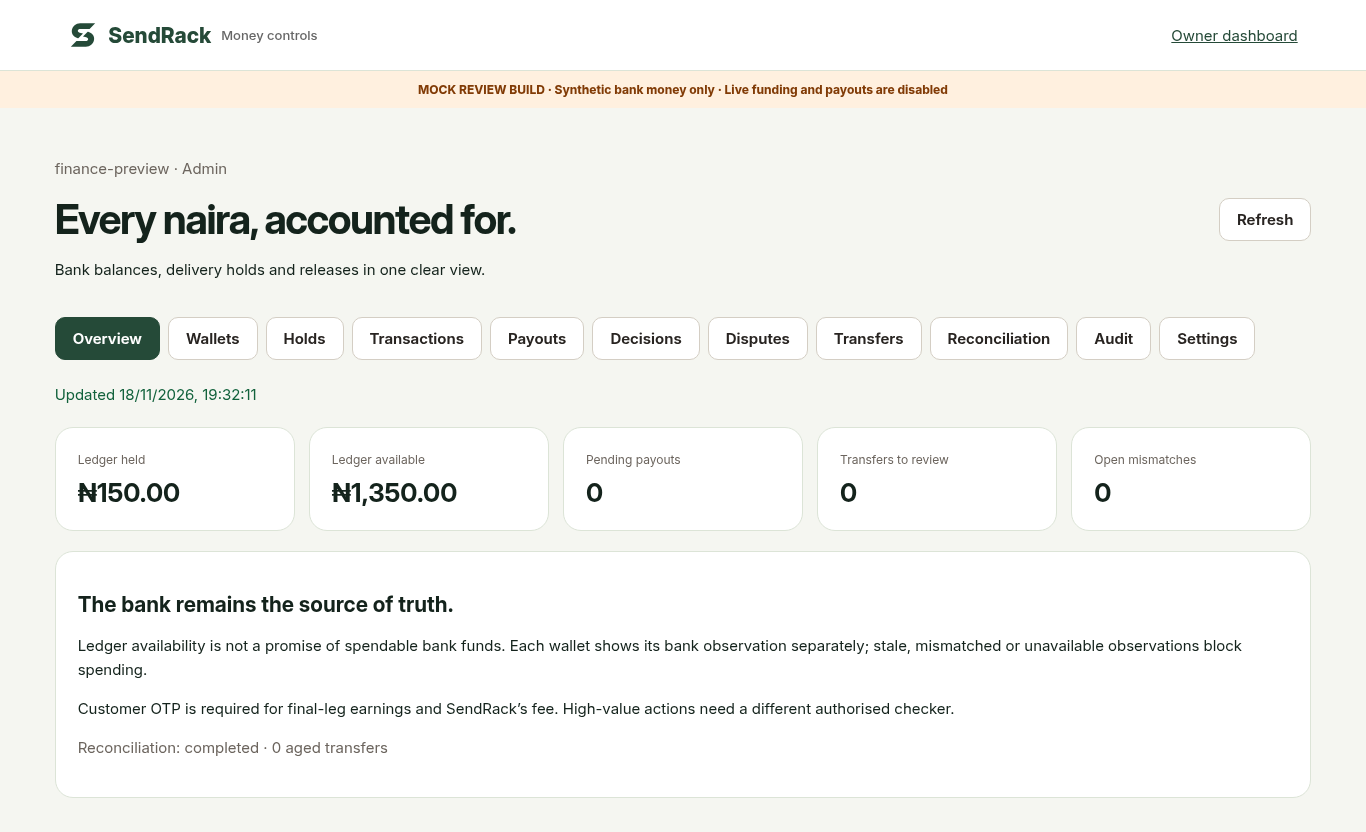 SendRack Money controls Owner dashboard
MOCK REVIEW BUILD · Synthetic bank money only · Live funding and payouts are disabled
finance-preview · Admin
Every naira, accounted for.
Refresh
Bank balances, delivery holds and releases in one clear view.
Overview Wallets Holds Transactions Payouts Decisions Disputes Transfers Reconciliation Audit Settings
Updated 18/11/2026, 19:32:11
Ledger held Ledger available Pending payouts Transfers to review Open mismatches
₦150.00 ₦1,350.00 0 0 0
The bank remains the source of truth.
Ledger availability is not a promise of spendable bank funds. Each wallet shows its bank observation separately; stale, mismatched or unavailable observations block
spending.
Customer OTP is required for final-leg earnings and SendRack’s fee. High-value actions need a different authorised checker.
Reconciliation: completed · 0 aged transfers